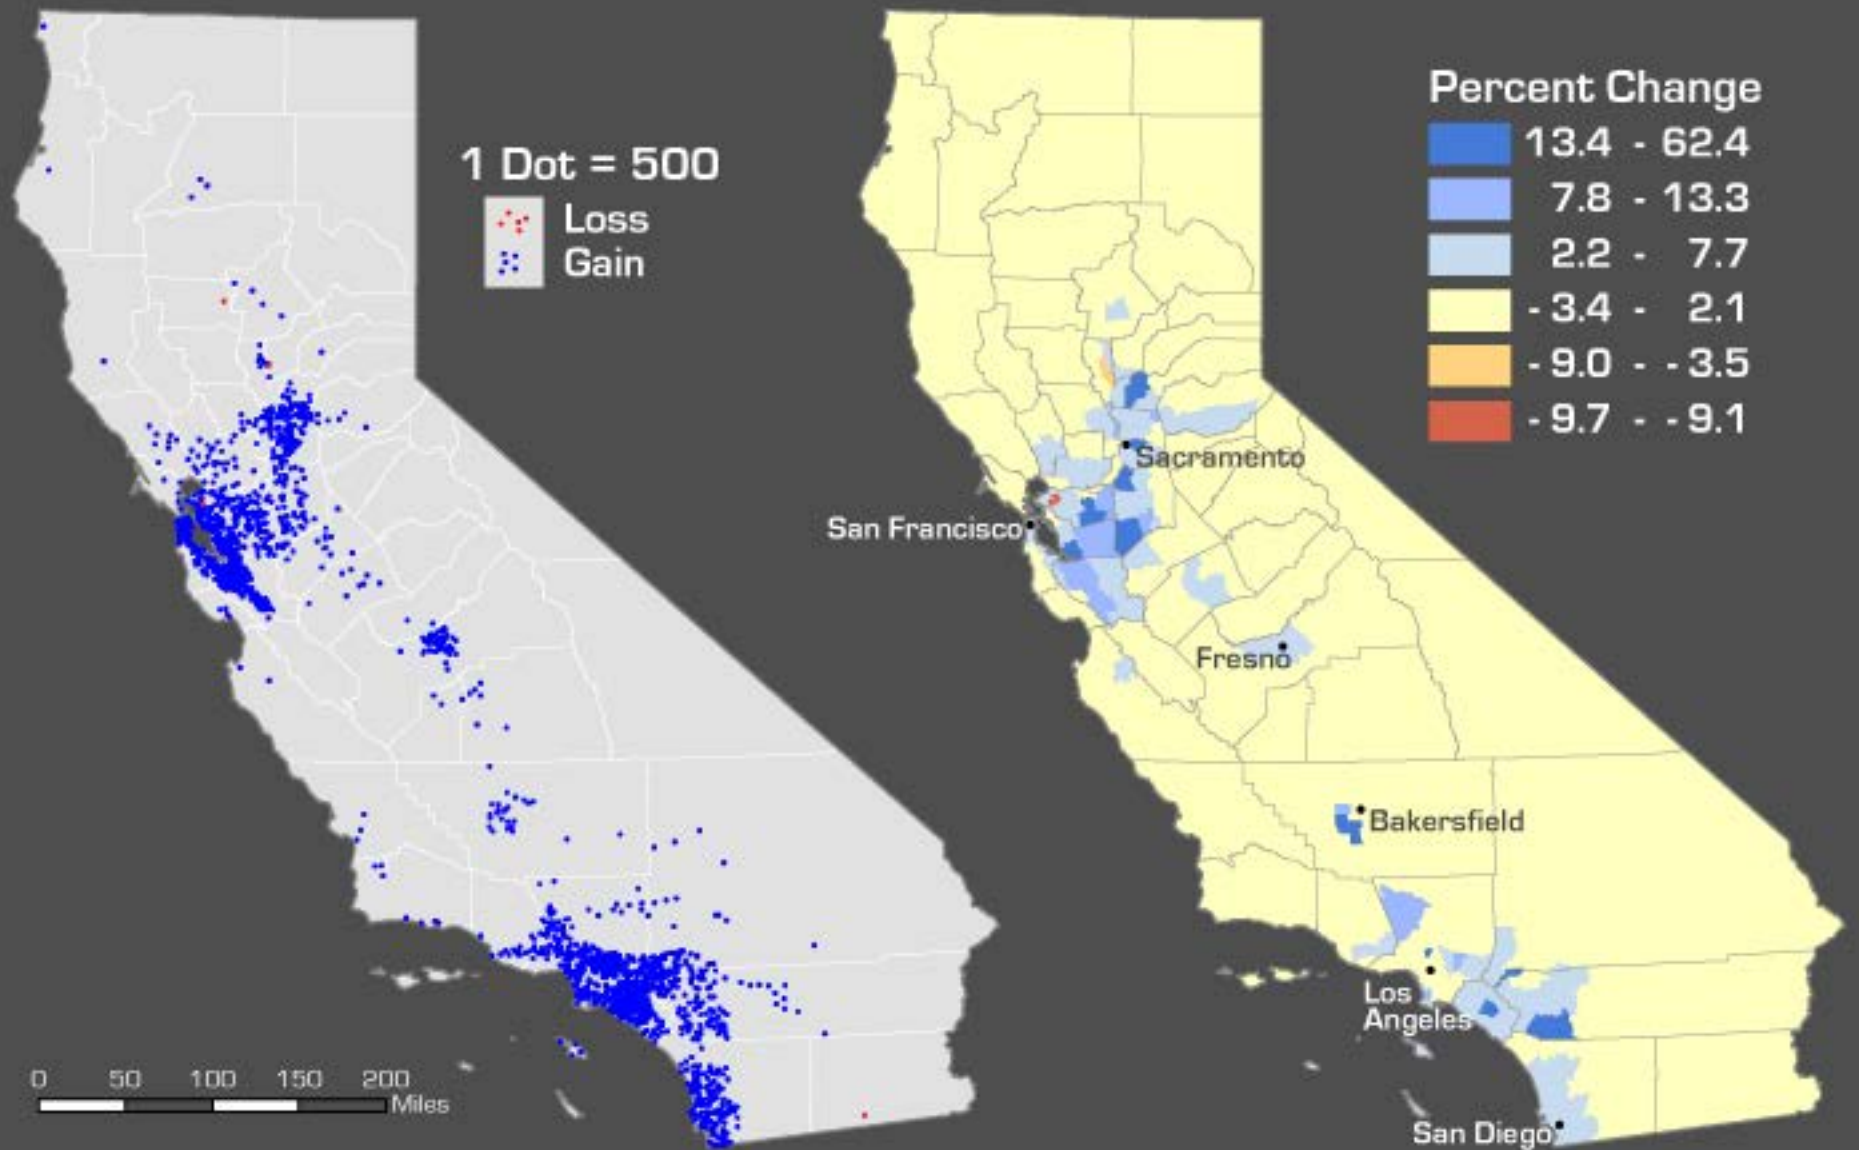 1 Dot = 500
Loss
Gain
0 50 100 150 200
Miles
Percent Change
13.4 - 62.4
7.8 - 13.3
2.2 - 7.7
- 3.4 - 2.1
- 9.0 - - 3.5
- 9.7 - - 9.1
Sacramento
San Francisco
Fresno
Bakersfield
Los
Angeles
San Diego